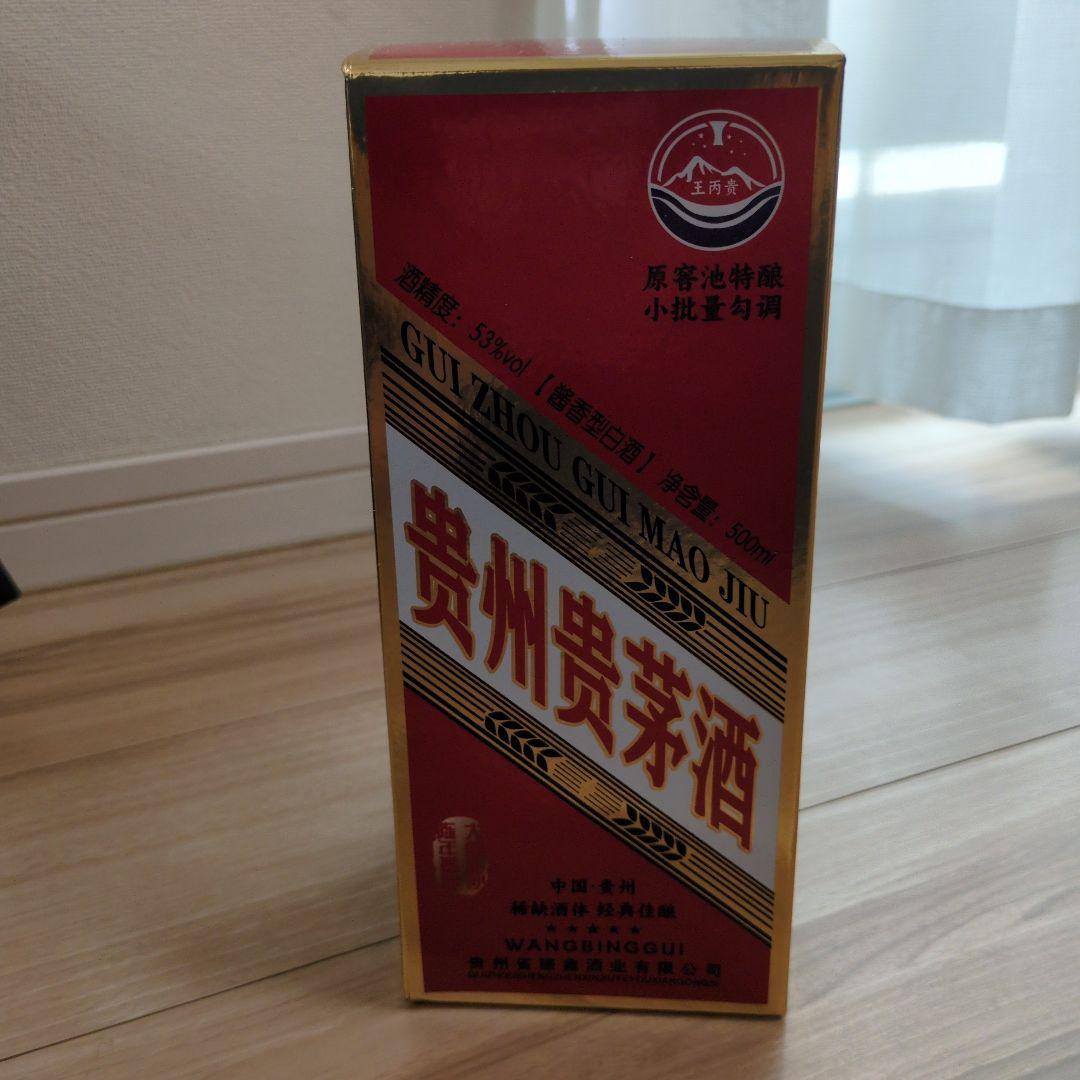 王丙贵
原窖池特酿
小批量勾调
酒精度：53%vol【酱香型白酒】净含量：500ml
GUI ZHOU GUI MAO JIU
贵州贵茅酒
中国·贵州
稀缺酒体 经典佳酿
★★★★★
WANGBINGGUI